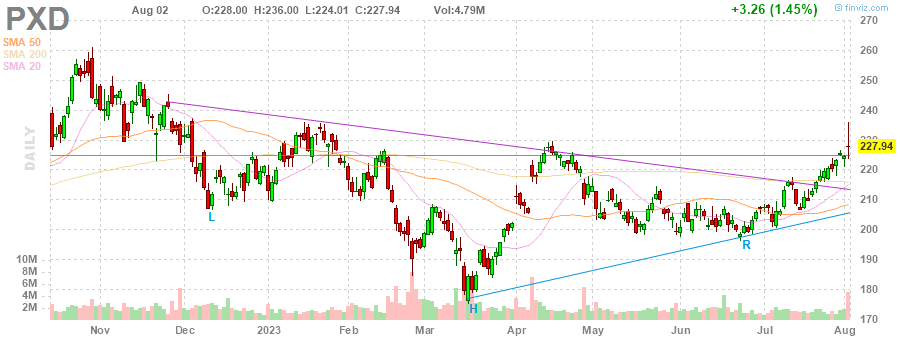 PXD Aug 02 O:228.00 H:236.00 L:224.01 C:227.94 Vol:4.79M +3.26 (1.45%) © finviz.com
SMA 50
SMA 200
SMA 20
DAILY
270
260
250
240
230
227.94
220
210
200
190
180
170
10M
8M
6M
4M
2M
L
H
R
Nov Dec 2023 Feb Mar Apr May Jun Jul Aug